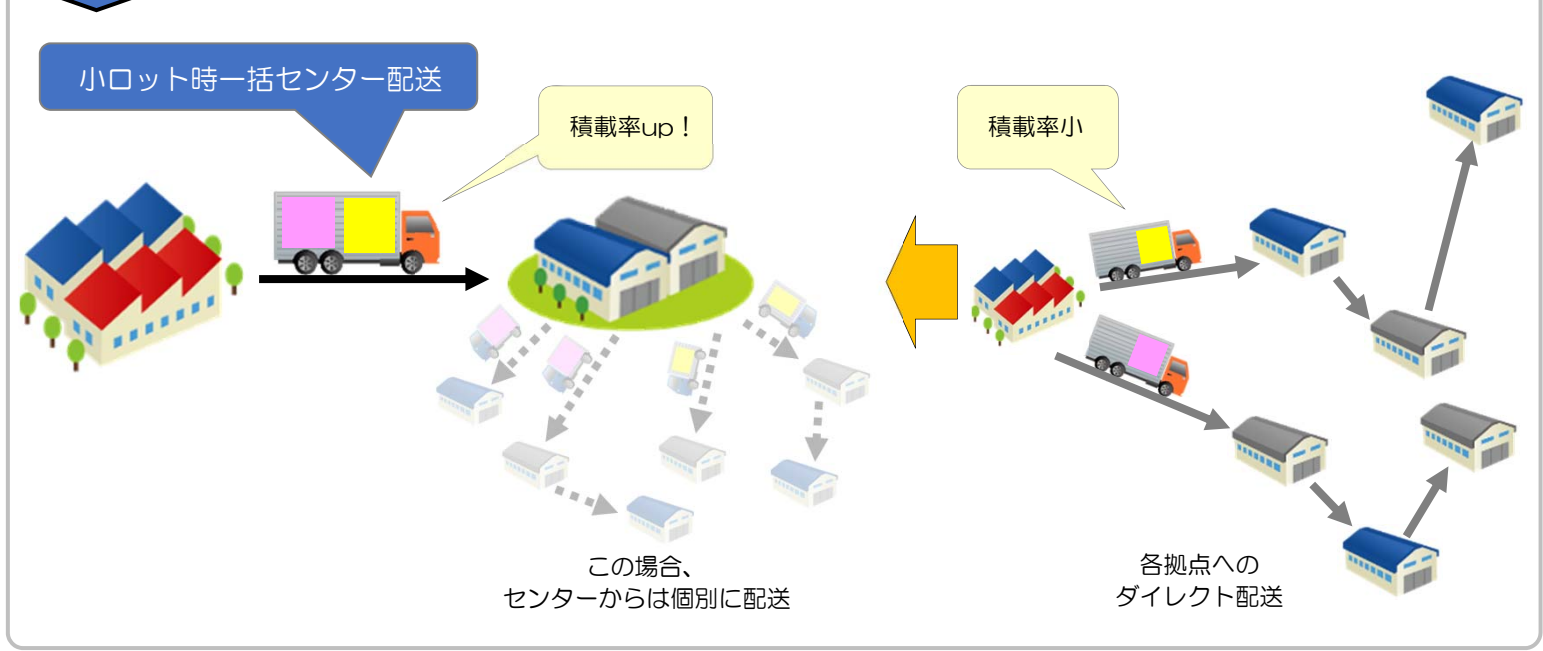 小ロット時一括センター配送
積載率up！
積載率小
この場合、
センターからは個別に配送
各拠点への
ダイレクト配送